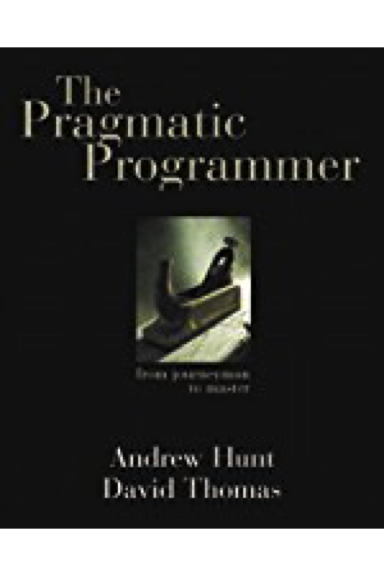 The
Pragmatic
Programmer
from journeyman
to master
Andrew Hunt
David Thomas